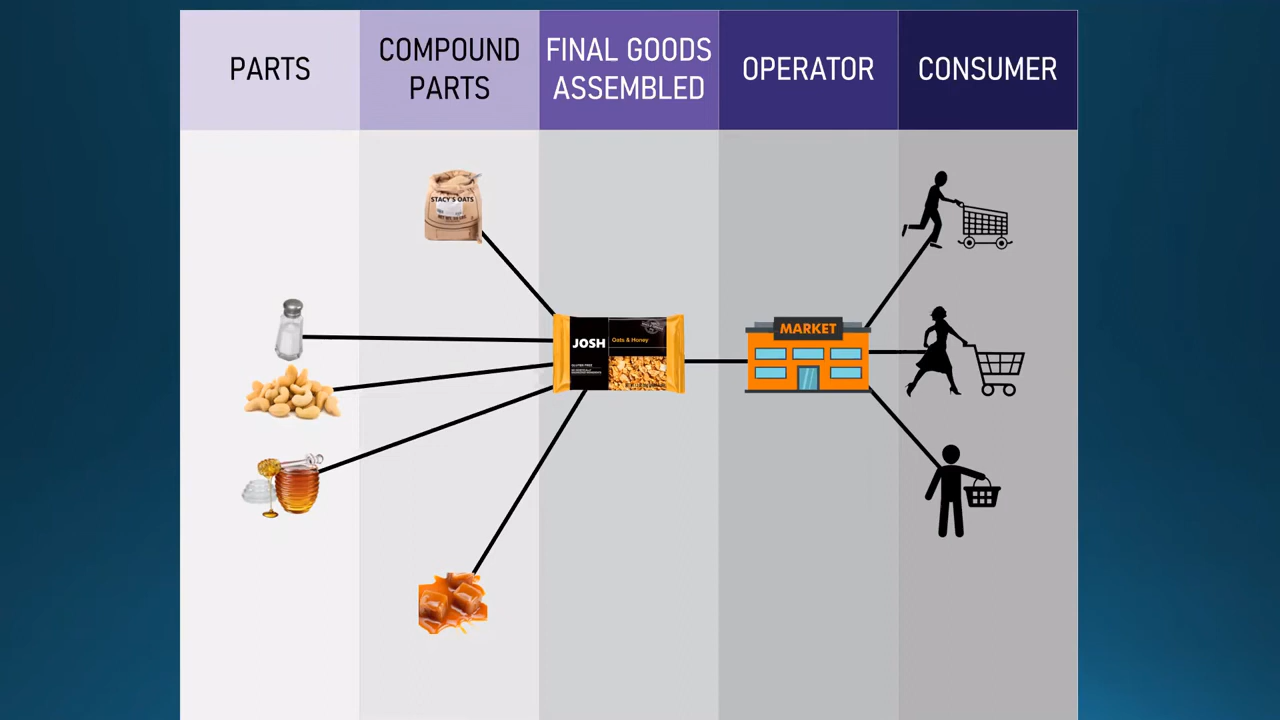 PARTS
COMPOUND
PARTS
FINAL GOODS
ASSEMBLED
OPERATOR
CONSUMER
STACY'S OATS
JOSH
Oats & Honey
GLUTEN FREE
MARKET